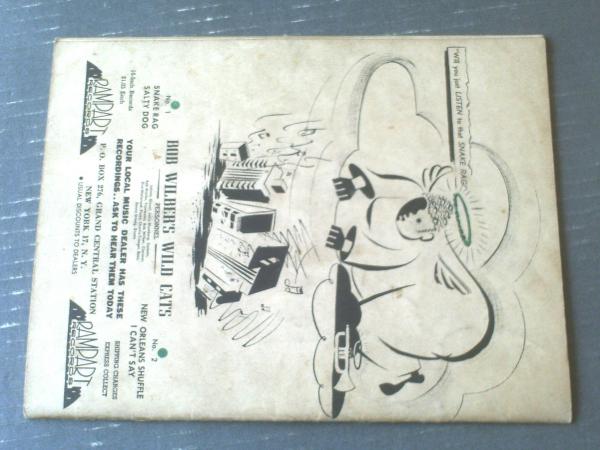 "Will you just LISTEN to that SNAKE RAG!"
BOB WILBER'S WILD CATS
PERSONNEL
No. 1
SNAKE RAG
SALTY DOG
No. 2
NEW ORLEANS SHUFFLE
I CAN'T SAY
10-Inch Records
$1.05 Each
YOUR LOCAL MUSIC DEALER HAS THESE
RECORDINGS...ASK TO HEAR THEM TODAY
SHIPPING CHARGES
EXPRESS COLLECT
RAMPART
RECORDS
P. O. BOX 276, GRAND CENTRAL STATION
NEW YORK 17, N. Y.
• USUAL DISCOUNTS TO DEALERS
RAMPART
RECORDS